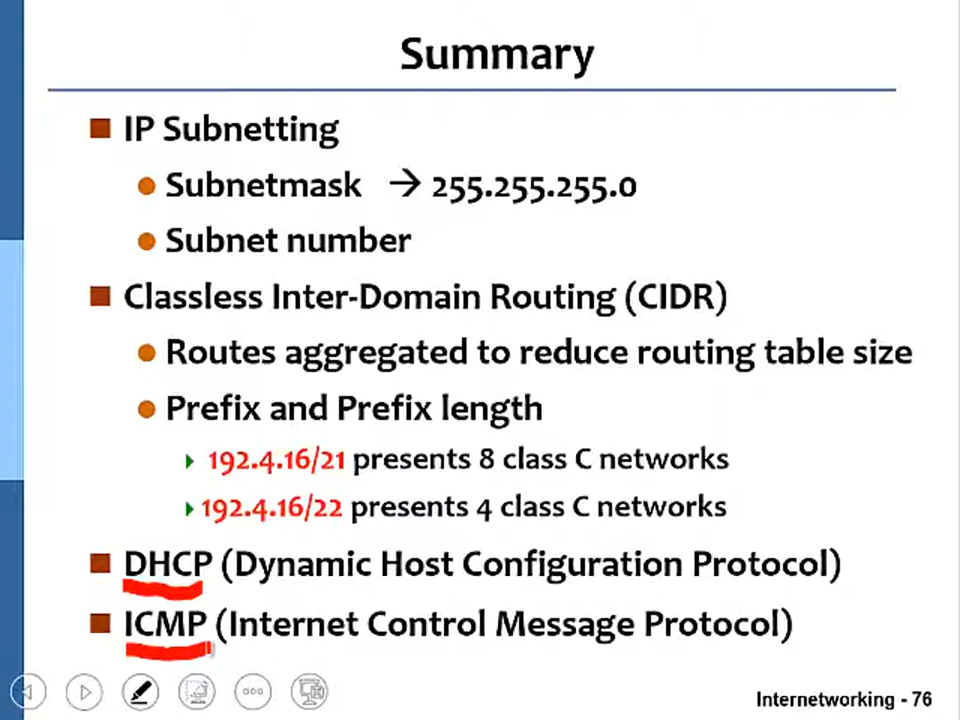 Summary
IP Subnetting
Subnetmask → 255.255.255.0
Subnet number
Classless Inter-Domain Routing (CIDR)
Routes aggregated to reduce routing table size
Prefix and Prefix length
192.4.16/21 presents 8 class C networks
192.4.16/22 presents 4 class C networks
DHCP (Dynamic Host Configuration Protocol)
ICMP (Internet Control Message Protocol)
Internetworking - 76